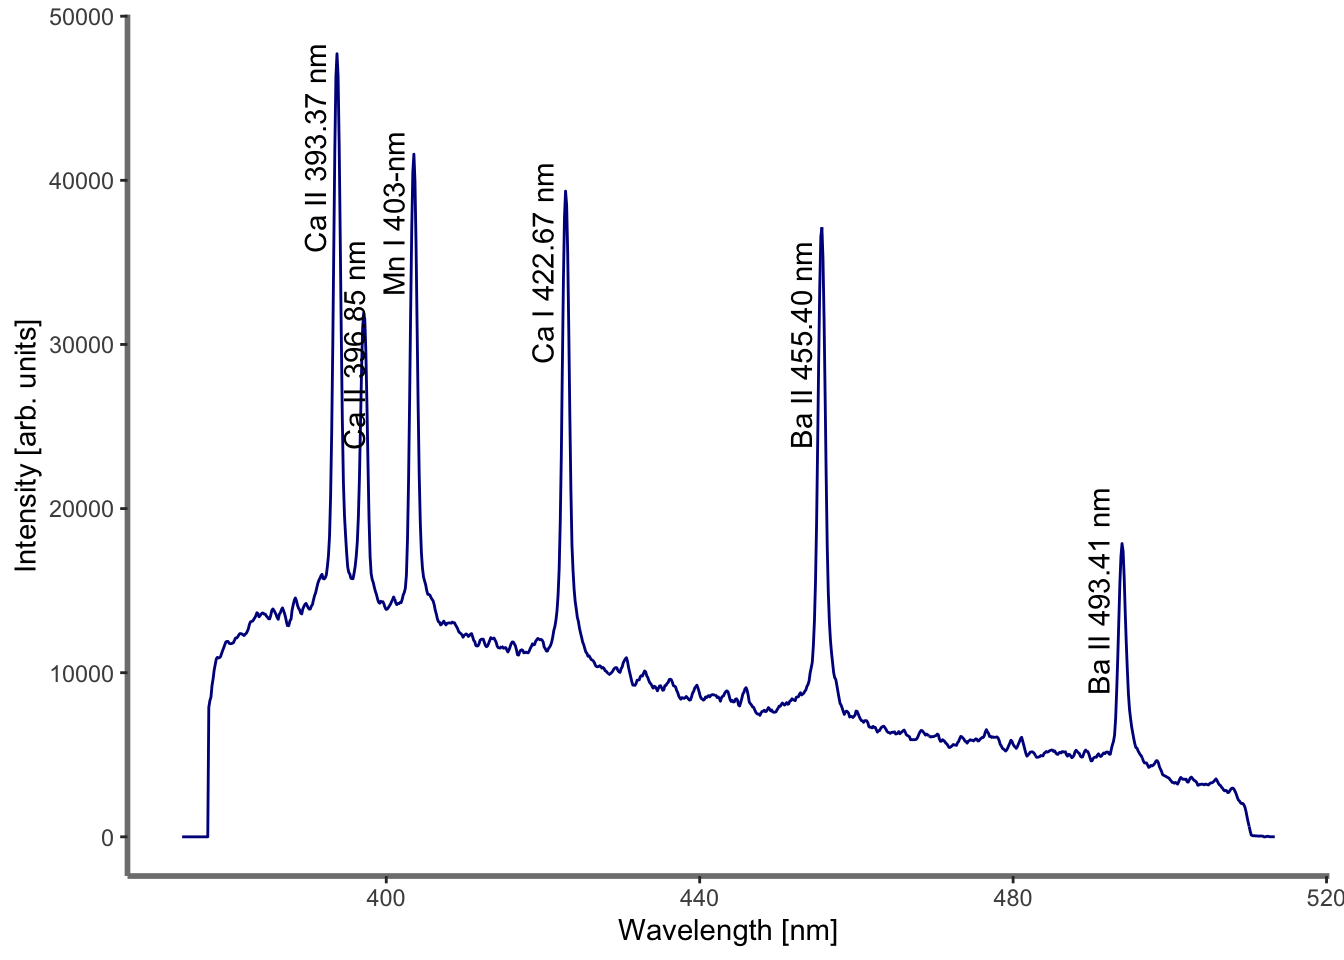 50000
40000
30000
20000
10000
0
Intensity [arb. units]
Ca II 393.37 nm
Ca II 396.85 nm
Mn I 403-nm
Ca I 422.67 nm
Ba II 455.40 nm
Ba II 493.41 nm
400
440
480
520
Wavelength [nm]